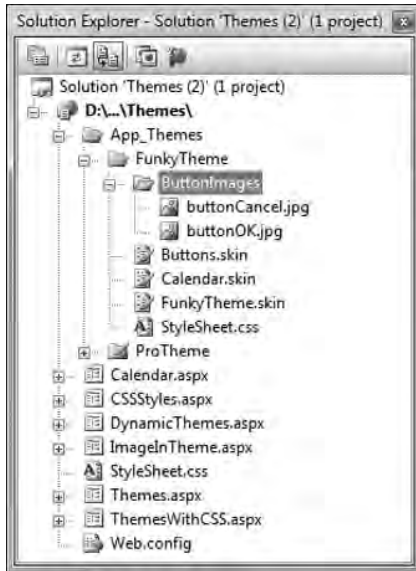 Solution Explorer - Solution 'Themes (2)' (1 project)
Solution 'Themes (2)' (1 project)
D:\...\Themes\
App_Themes
FunkyTheme
ButtonImages
buttonCancel.jpg
buttonOK.jpg
Buttons.skin
Calendar.skin
FunkyTheme.skin
StyleSheet.css
ProTheme
Calendar.aspx
CSSStyles.aspx
DynamicThemes.aspx
ImageInTheme.aspx
StyleSheet.css
Themes.aspx
ThemesWithCSS.aspx
Web.config